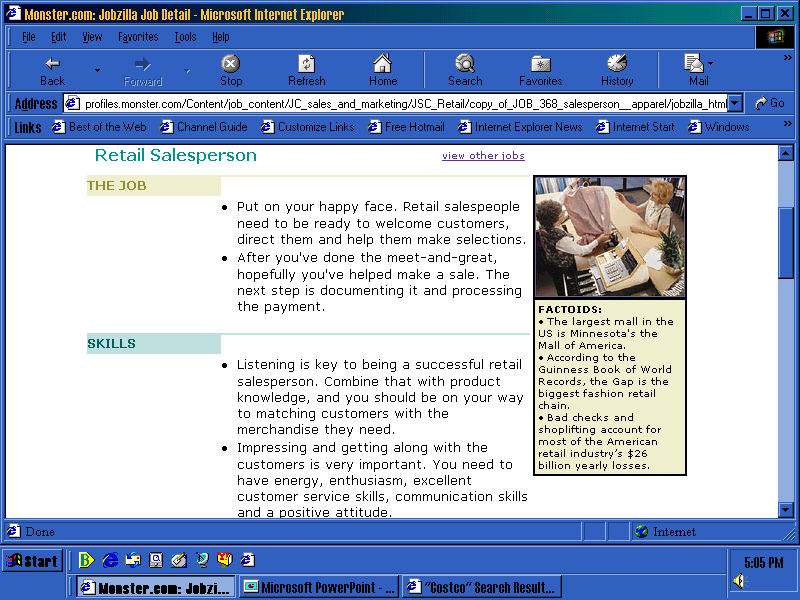 Monster.com: Jobzilla Job Detail - Microsoft Internet Explorer
File Edit View Favorites Tools Help
Back Forward Stop Refresh Home Search Favorites History Mail
Address profiles.monster.com/Content/job_content/JC_sales_and_marketing/JSC_Retail/copy_of_JOB_368_salesperson__apparel/jobzilla_html Go
Links Best of the Web Channel Guide Customize Links Free Hotmail Internet Explorer News Internet Start Windows
Retail Salesperson view other jobs
THE JOB
• Put on your happy face. Retail salespeople
need to be ready to welcome customers,
direct them and help them make selections.
• After you've done the meet-and-great,
hopefully you've helped make a sale. The
next step is documenting it and processing
the payment.
SKILLS
• Listening is key to being a successful retail
salesperson. Combine that with product
knowledge, and you should be on your way
to matching customers with the
merchandise they need.
• Impressing and getting along with the
customers is very important. You need to
have energy, enthusiasm, excellent
customer service skills, communication skills
and a positive attitude.
FACTOIDS:
• The largest mall in the
US is Minnesota's the
Mall of America.
• According to the
Guinness Book of World
Records, the Gap is the
biggest fashion retail
chain.
• Bad checks and
shoplifting account for
most of the American
retail industry's $26
billion yearly losses.
Done Internet
Start 5:05 PM
Monster.com: Jobzi... Microsoft PowerPoint - ... "Costco" Search Result...